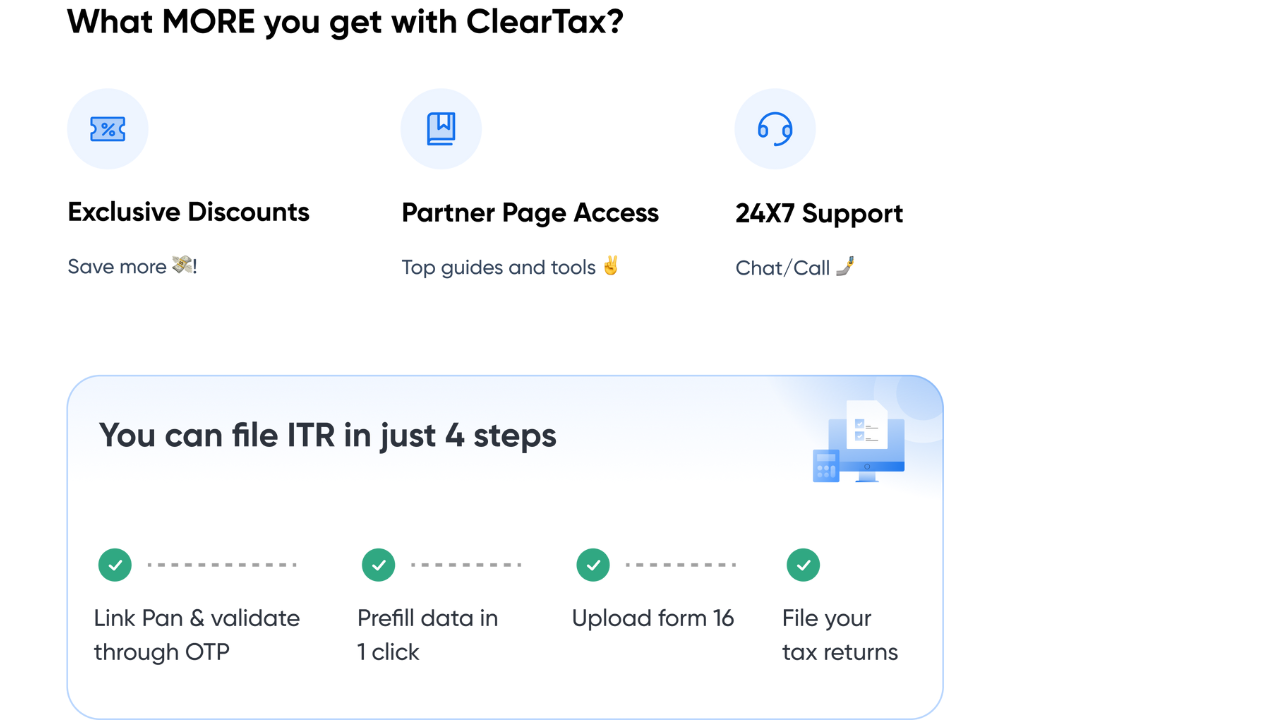 What MORE you get with ClearTax?
Exclusive Discounts
Save more 💸!
Partner Page Access
Top guides and tools ✌️
24X7 Support
Chat/Call 🤳
You can file ITR in just 4 steps
Link Pan & validate
through OTP
Prefill data in
1 click
Upload form 16
File your
tax returns